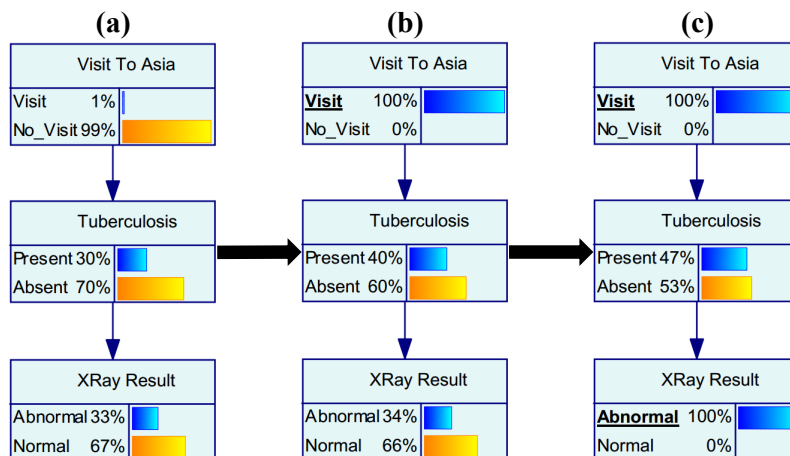 (a)
Visit To Asia
Visit 1%
No_Visit 99%
Tuberculosis
Present 30%
Absent 70%
XRay Result
Abnormal 33%
Normal 67%
(b)
Visit To Asia
Visit 100%
No_Visit 0%
Tuberculosis
Present 40%
Absent 60%
XRay Result
Abnormal 34%
Normal 66%
(c)
Visit To Asia
Visit 100%
No_Visit 0%
Tuberculosis
Present 47%
Absent 53%
XRay Result
Abnormal 100%
Normal 0%